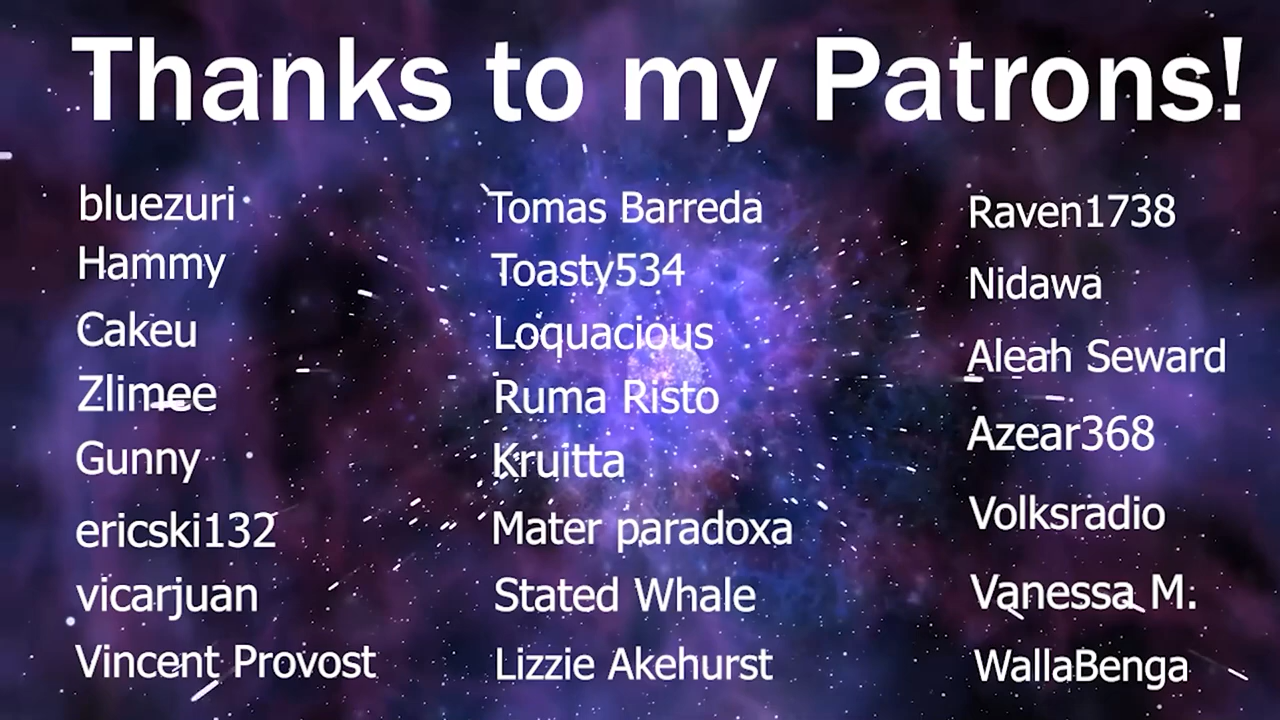 Thanks to my Patrons!
bluezuri
Hammy
Cakeu
Zlimee
Gunny
ericski132
vicarjuan
Vincent Provost
Tomas Barreda
Toasty534
Loquacious
Ruma Risto
Kruitta
Mater paradoxa
Stated Whale
Lizzie Akehurst
Raven1738
Nidawa
Aleah Seward
Azear368
Volksradio
Vanessa M.
WallaBenga